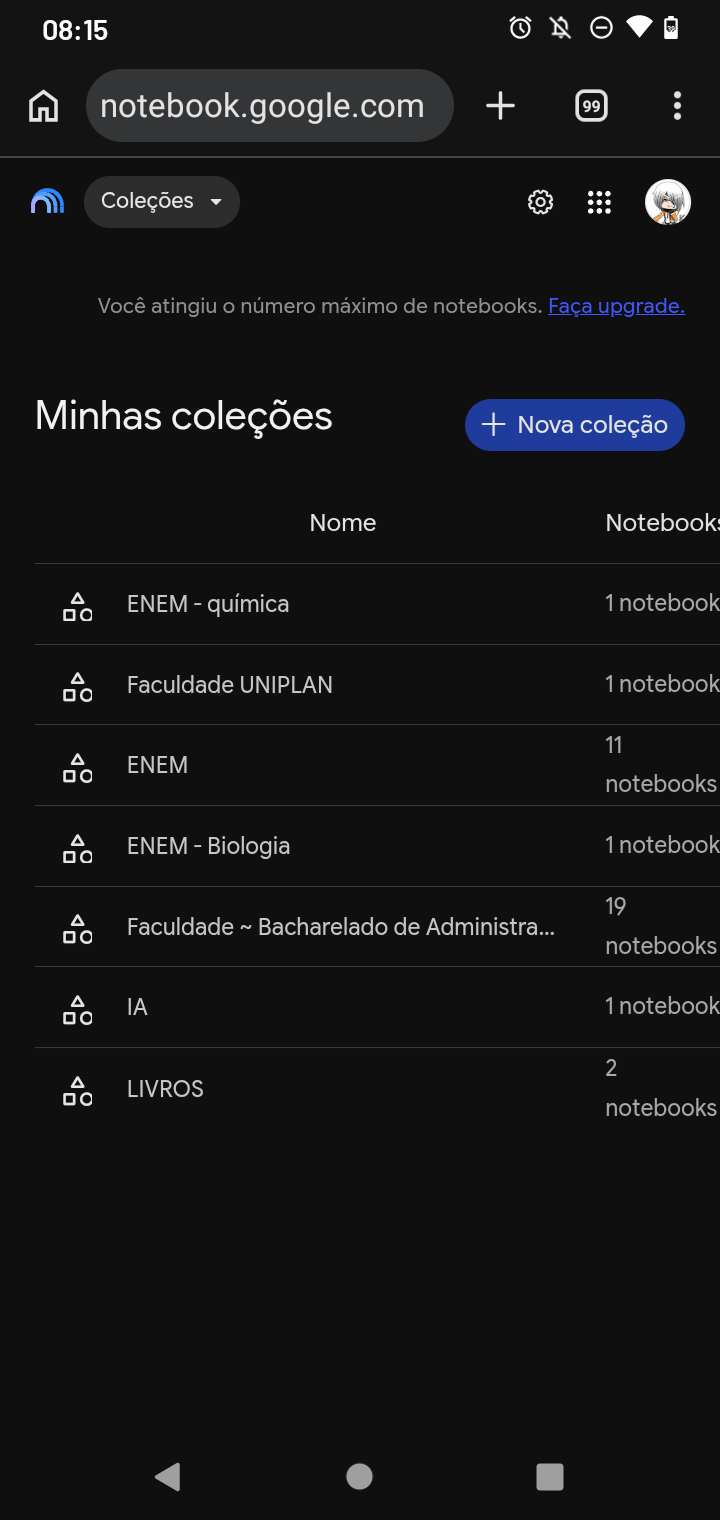 08:15
notebook.google.com
99
Coleções
Você atingiu o número máximo de notebooks. Faça upgrade.
Minhas coleções
Nova coleção
Nome Notebooks
ENEM - química 1 notebook
Faculdade UNIPLAN 1 notebook
ENEM 11 notebooks
ENEM - Biologia 1 notebook
Faculdade ~ Bacharelado de Administra... 19 notebooks
IA 1 notebook
LIVROS 2 notebooks